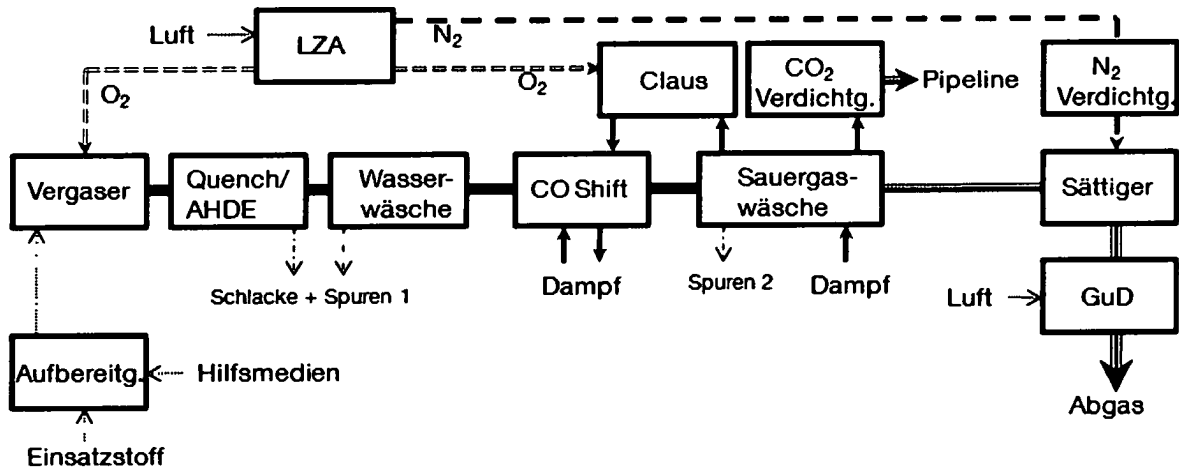 Luft
LZA
N2
O2
O2
Claus
CO2
Verdichtg.
Pipeline
N2
Verdichtg.
Vergaser
Quench/
AHDE
Wasser-
wäsche
CO Shift
Sauergas-
wäsche
Sättiger
Schlacke + Spuren 1
Dampf
Spuren 2
Dampf
Luft
GuD
Aufbereitg.
Hilfsmedien
Abgas
Einsatzstoff